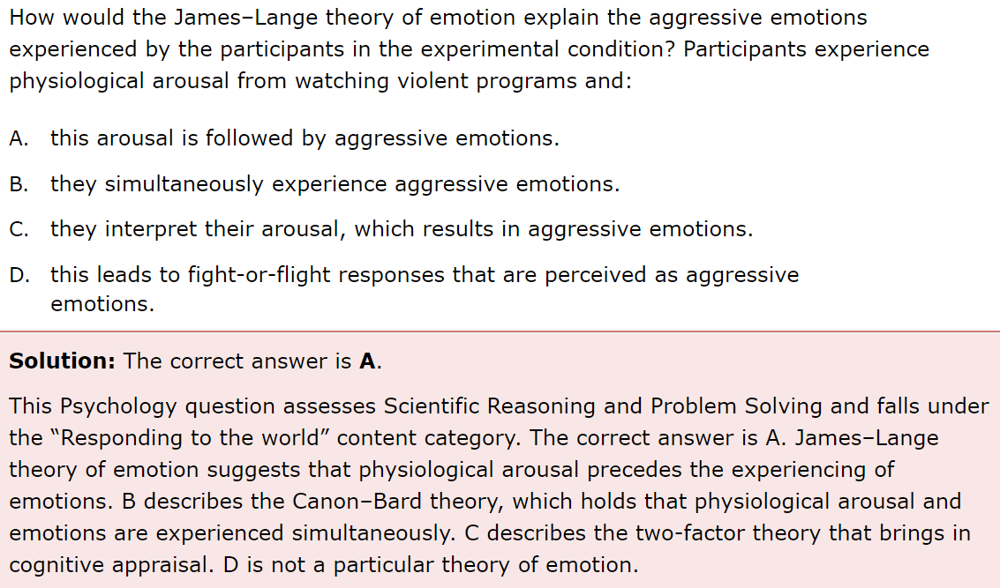 How would the James–Lange theory of emotion explain the aggressive emotions
experienced by the participants in the experimental condition? Participants experience
physiological arousal from watching violent programs and:
A. this arousal is followed by aggressive emotions.
B. they simultaneously experience aggressive emotions.
C. they interpret their arousal, which results in aggressive emotions.
D. this leads to fight-or-flight responses that are perceived as aggressive
emotions.
Solution: The correct answer is A.
This Psychology question assesses Scientific Reasoning and Problem Solving and falls under
the “Responding to the world” content category. The correct answer is A. James–Lange
theory of emotion suggests that physiological arousal precedes the experiencing of
emotions. B describes the Canon–Bard theory, which holds that physiological arousal and
emotions are experienced simultaneously. C describes the two-factor theory that brings in
cognitive appraisal. D is not a particular theory of emotion.